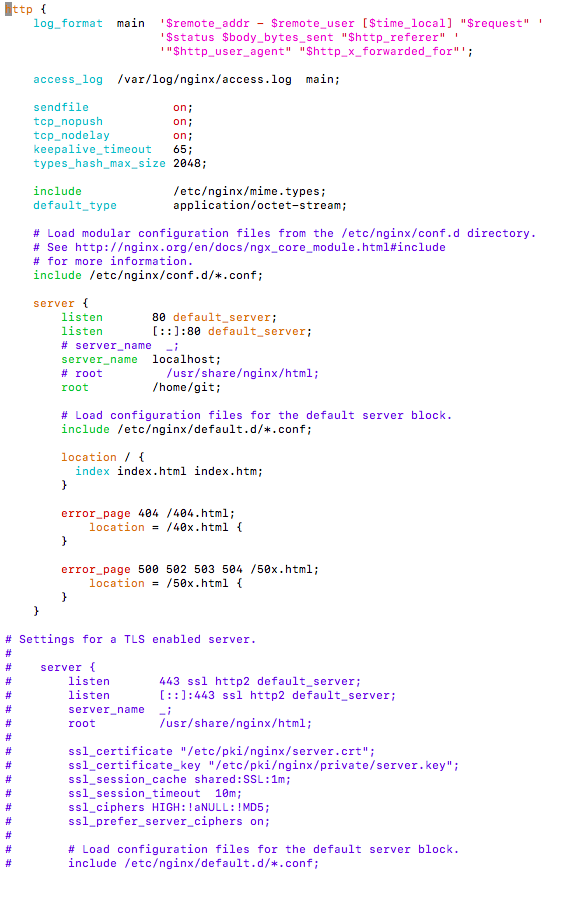 http {
    log_format  main  '$remote_addr - $remote_user [$time_local] "$request" '
                      '$status $body_bytes_sent "$http_referer" '
                      '"$http_user_agent" "$http_x_forwarded_for"';
    access_log  /var/log/nginx/access.log  main;
    sendfile            on;
    tcp_nopush          on;
    tcp_nodelay         on;
    keepalive_timeout   65;
    types_hash_max_size 2048;
    include             /etc/nginx/mime.types;
    default_type        application/octet-stream;
    # Load modular configuration files from the /etc/nginx/conf.d directory.
    # See http://nginx.org/en/docs/ngx_core_module.html#include
    # for more information.
    include /etc/nginx/conf.d/*.conf;
    server {
        listen       80 default_server;
        listen       [::]:80 default_server;
        # server_name  _;
        server_name  localhost;
        # root         /usr/share/nginx/html;
        root         /home/git;
        # Load configuration files for the default server block.
        include /etc/nginx/default.d/*.conf;
        location / {
          index index.html index.htm;
        }
        error_page 404 /404.html;
            location = /40x.html {
        }
        error_page 500 502 503 504 /50x.html;
            location = /50x.html {
        }
    }
# Settings for a TLS enabled server.
#
#    server {
#        listen       443 ssl http2 default_server;
#        listen       [::]:443 ssl http2 default_server;
#        server_name  _;
#        root         /usr/share/nginx/html;
#
#        ssl_certificate "/etc/pki/nginx/server.crt";
#        ssl_certificate_key "/etc/pki/nginx/private/server.key";
#        ssl_session_cache shared:SSL:1m;
#        ssl_session_timeout  10m;
#        ssl_ciphers HIGH:!aNULL:!MD5;
#        ssl_prefer_server_ciphers on;
#
#        # Load configuration files for the default server block.
#        include /etc/nginx/default.d/*.conf;